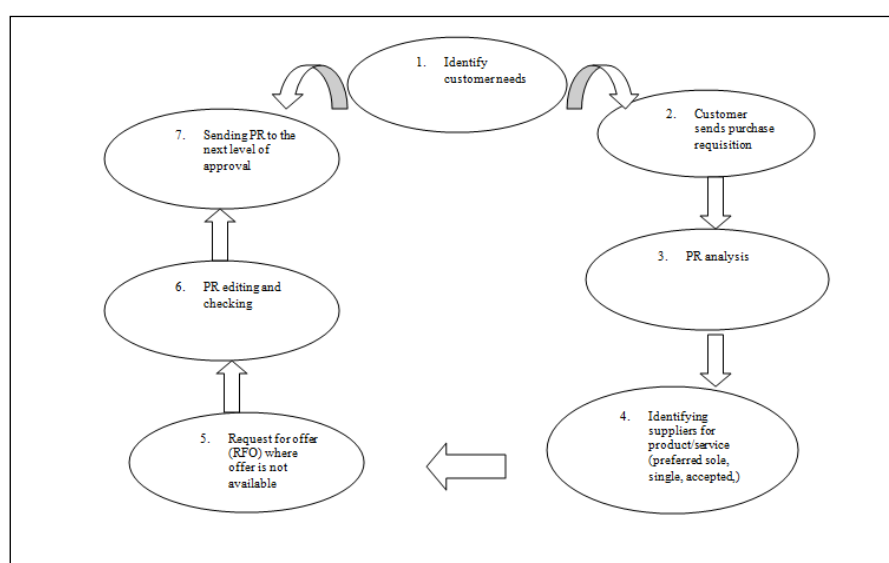 1. Identify
customer needs
2. Customer
sends purchase
requisition
3. PR analysis
4. Identifying
suppliers for
product/service
(preferred sole,
single, accepted,)
5. Request for offer
(RFO) where
offer is not
available
6. PR editing and
checking
7. Sending PR to the
next level of
approval